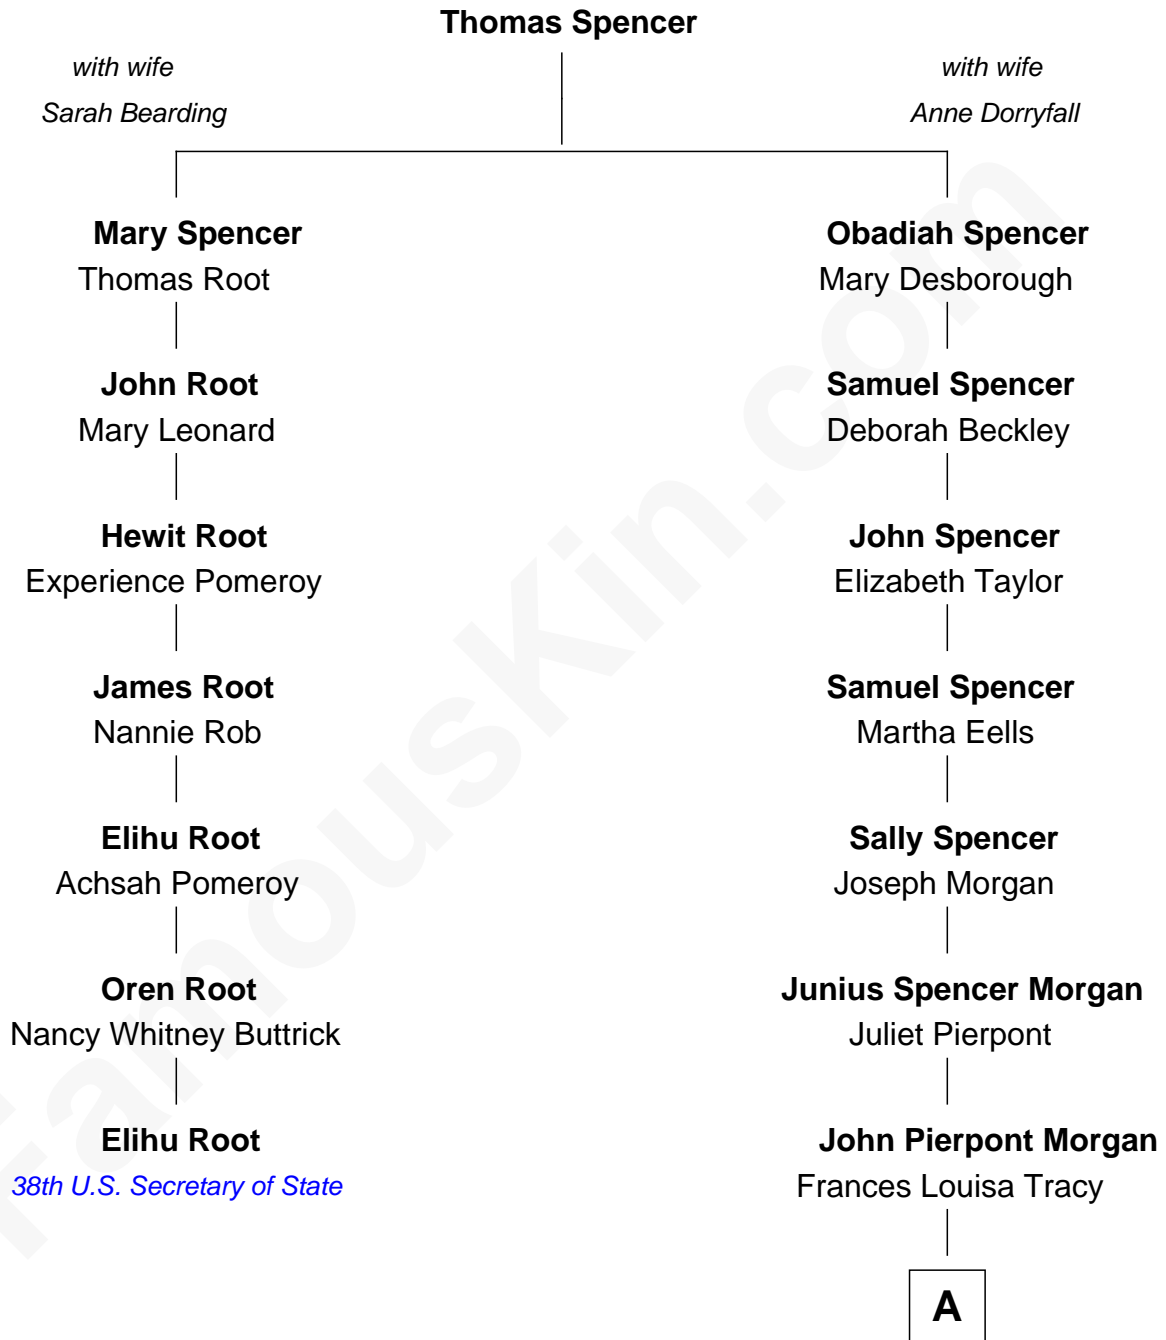 Thomas Spencer
with wife
Sarah Bearding
with wife
Anne Dorryfall
Mary Spencer
Thomas Root
Obadiah Spencer
Mary Desborough
John Root
Mary Leonard
Samuel Spencer
Deborah Beckley
Hewit Root
Experience Pomeroy
John Spencer
Elizabeth Taylor
James Root
Nannie Rob
Samuel Spencer
Martha Eells
Elihu Root
Achsah Pomeroy
Sally Spencer
Joseph Morgan
Oren Root
Nancy Whitney Buttrick
Junius Spencer Morgan
Juliet Pierpont
Elihu Root
38th U.S. Secretary of State
John Pierpont Morgan
Frances Louisa Tracy
A
FamousKin.com